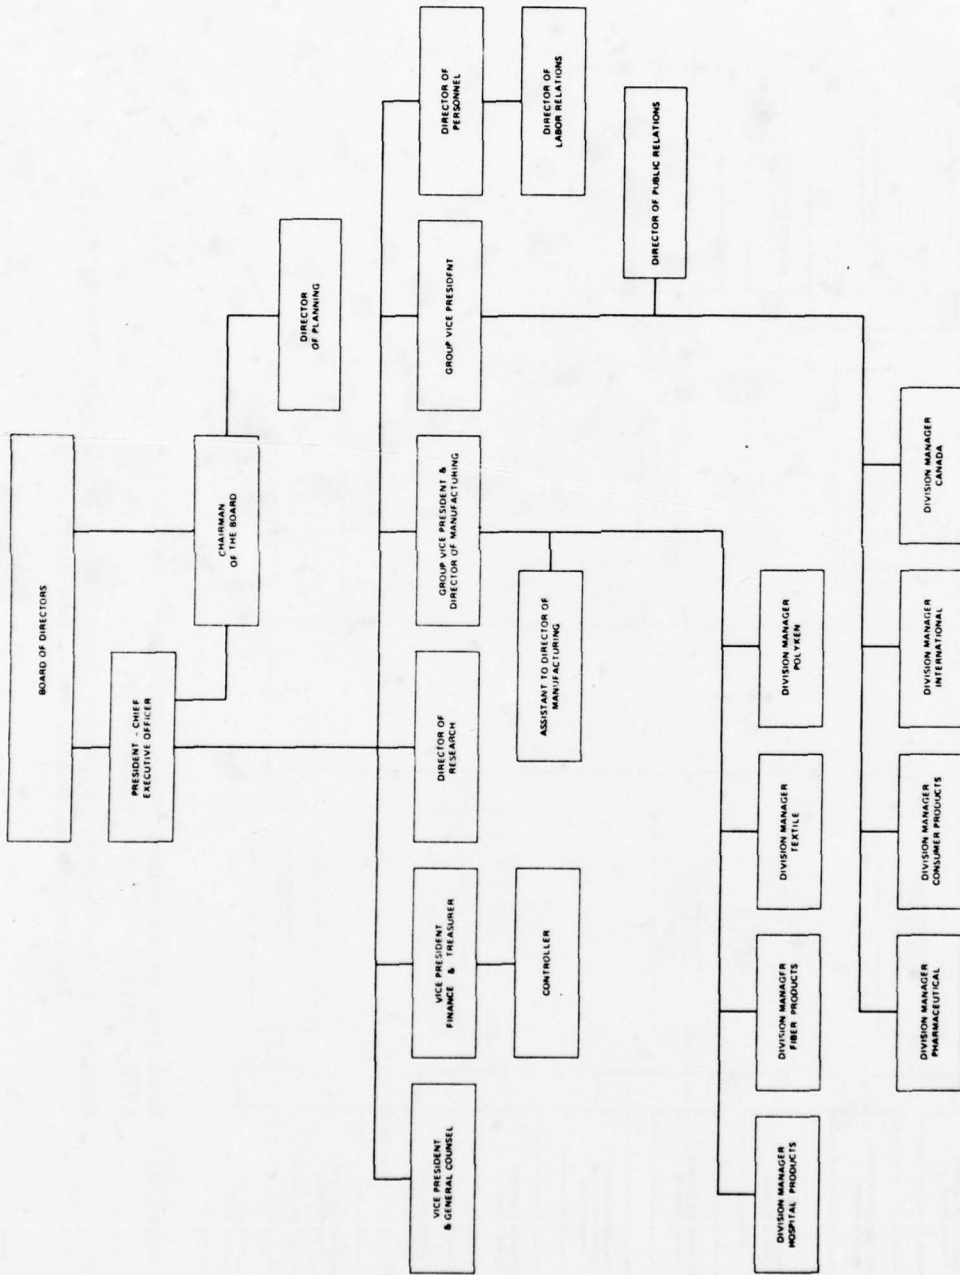 BOARD OF DIRECTORS
PRESIDENT - CHIEF
EXECUTIVE OFFICER
CHAIRMAN
OF THE BOARD
DIRECTOR
OF PLANNING
VICE PRESIDENT
& GENERAL COUNSEL
VICE PRESIDENT
FINANCE & TREASURER
DIRECTOR OF
RESEARCH
GROUP VICE PRESIDENT &
DIRECTOR OF MANUFACTURING
GROUP VICE PRESIDENT
DIRECTOR OF
PERSONNEL
CONTROLLER
ASSISTANT TO DIRECTOR OF
MANUFACTURING
DIRECTOR OF
LABOR RELATIONS
DIRECTOR OF PUBLIC RELATIONS
DIVISION MANAGER
HOSPITAL PRODUCTS
DIVISION MANAGER
FIBER PRODUCTS
DIVISION MANAGER
TEXTILE
DIVISION MANAGER
POLYKEN
DIVISION MANAGER
PHARMACEUTICAL
DIVISION MANAGER
CONSUMER PRODUCTS
DIVISION MANAGER
INTERNATIONAL
DIVISION MANAGER
CANADA